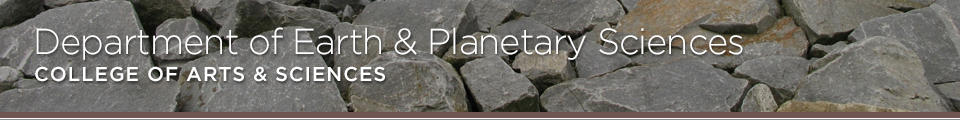 Department of Earth & Planetary Sciences
COLLEGE OF ARTS & SCIENCES